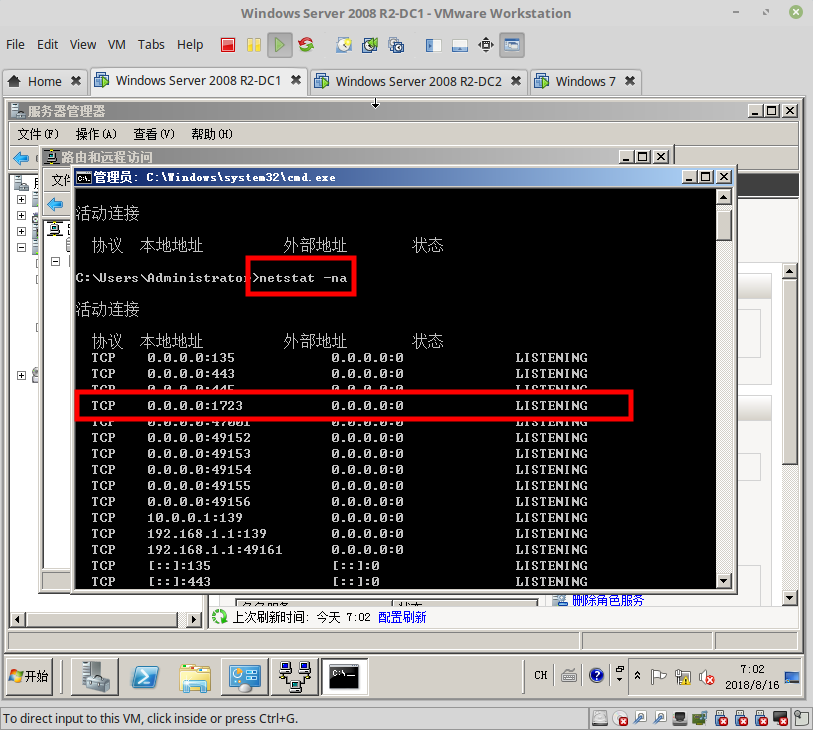 Windows Server 2008 R2-DC1 - VMware Workstation
File Edit View VM Tabs Help
Home Windows Server 2008 R2-DC1 Windows Server 2008 R2-DC2 Windows 7
服务器管理器
文件(F) 操作(A) 查看(V) 帮助(H)
路由和远程访问
管理员: C:\Windows\system32\cmd.exe
活动连接
协议 本地地址 外部地址 状态
C:\Users\Administrator>netstat -na
活动连接
协议 本地地址 外部地址 状态
TCP 0.0.0.0:135 0.0.0.0:0 LISTENING
TCP 0.0.0.0:443 0.0.0.0:0 LISTENING
TCP 0.0.0.0:445 0.0.0.0:0 LISTENING
TCP 0.0.0.0:1723 0.0.0.0:0 LISTENING
TCP 0.0.0.0:47001 0.0.0.0:0 LISTENING
TCP 0.0.0.0:49152 0.0.0.0:0 LISTENING
TCP 0.0.0.0:49153 0.0.0.0:0 LISTENING
TCP 0.0.0.0:49154 0.0.0.0:0 LISTENING
TCP 0.0.0.0:49155 0.0.0.0:0 LISTENING
TCP 0.0.0.0:49156 0.0.0.0:0 LISTENING
TCP 10.0.0.1:139 0.0.0.0:0 LISTENING
TCP 192.168.1.1:139 0.0.0.0:0 LISTENING
TCP 192.168.1.1:49161 0.0.0.0:0 LISTENING
TCP [::]:135 [::]:0 LISTENING
TCP [::]:443 [::]:0 LISTENING
删除角色服务
上次刷新时间: 今天 7:02 配置刷新
开始 CH 7:02
2018/8/16
To direct input to this VM, click inside or press Ctrl+G.